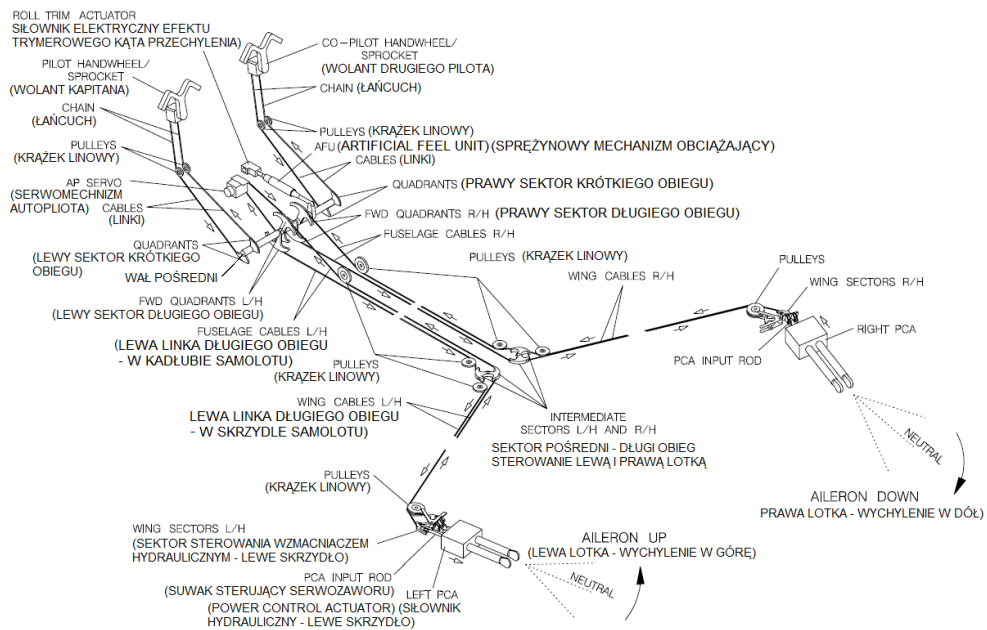 ROLL TRIM ACTUATOR
SIŁOWNIK ELEKTRYCZNY EFEKTU
TRYMEROWEGO KĄTA PRZECHYLENIA)
CO-PILOT HANDWHEEL/
SPROCKET
(WOLANT DRUGIEGO PILOTA)
PILOT HANDWHEEL/
SPROCKET
(WOLANT KAPITANA)
CHAIN (ŁAŃCUCH)
CHAIN
(ŁAŃCUCH)
PULLEYS (KRĄŻEK LINOWY)
PULLEYS
(KRĄŻEK LINOWY)
AFU (ARTIFICIAL FEEL UNIT) (SPRĘŻYNOWY MECHANIZM OBCIĄŻAJĄCY)
CABLES (LINKI)
AP SERVO
(SERWOMECHNIZM
AUTOPLIOTA)
QUADRANTS (PRAWY SEKTOR KRÓTKIEGO OBIEGU)
CABLES
(LINKI)
FWD QUADRANTS R/H (PRAWY SEKTOR DŁUGIEGO OBIEGU)
FUSELAGE CABLES R/H
QUADRANTS
(LEWY SEKTOR KRÓTKIEGO
OBIEGU)
PULLEYS (KRĄŻEK LINOWY)
WAŁ POŚREDNI
WING CABLES R/H
PULLEYS
WING SECTORS R/H
FWD QUADRANTS L/H
(LEWY SEKTOR DŁUGIEGO OBIEGU)
FUSELAGE CABLES L/H
(LEWA LINKA DŁUGIEGO OBIEGU
- W KADŁUBIE SAMOLOTU)
RIGHT PCA
PCA INPUT ROD
PULLEYS
(KRĄZEK LINOWY)
WING CABLES L/H
LEWA LINKA DŁUGIEGO OBIEGU
- W SKRZYDLE SAMOLOTU)
INTERMEDIATE
SECTORS L/H AND R/H
SEKTOR POŚREDNI - DŁUGI OBIEG
STEROWANIE LEWĄ I PRAWĄ LOTKĄ
NEUTRAL
PULLEYS
(KRĄZEK LINOWY)
AILERON DOWN
PRAWA LOTKA - WYCHYLENIE W DÓŁ)
WING SECTORS L/H
(SEKTOR STEROWANIA WZMACNIACZEM
HYDRAULICZNYM - LEWE SKRZYDŁO)
AILERON UP
(LEWA LOTKA - WYCHYLENIE W GÓRĘ)
NEUTRAL
PCA INPUT ROD
(SUWAK STERUJĄCY SERWOZAWORU)
LEFT PCA
(POWER CONTROL ACTUATOR) (SIŁOWNIK
HYDRAULICZNY - LEWE SKRZYDŁO)